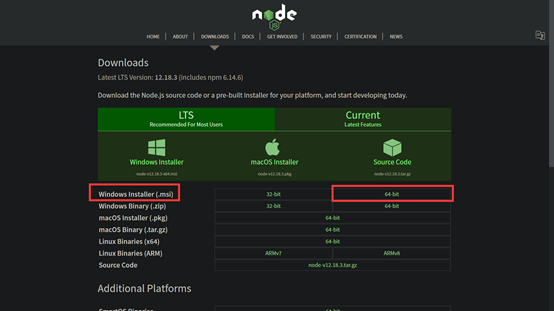 node
JS
HOME | ABOUT | DOWNLOADS | DOCS | GET INVOLVED | SECURITY | CERTIFICATION | NEWS
Downloads
Latest LTS Version: 12.18.3 (includes npm 6.14.6)
Download the Node.js source code or a pre-built installer for your platform, and start developing today.
LTS
Recommended For Most Users
Current
Latest Features
Windows Installer
node-v12.18.3-x64.msi
macOS Installer
node-v12.18.3.pkg
Source Code
node-v12.18.3.tar.gz
Windows Installer (.msi) 32-bit 64-bit
Windows Binary (.zip) 32-bit 64-bit
macOS Installer (.pkg) 64-bit
macOS Binary (.tar.gz) 64-bit
Linux Binaries (x64) 64-bit
Linux Binaries (ARM) ARMv7 ARMv8
Source Code node-v12.18.3.tar.gz
Additional Platforms
SmartOS Binaries 64-bit